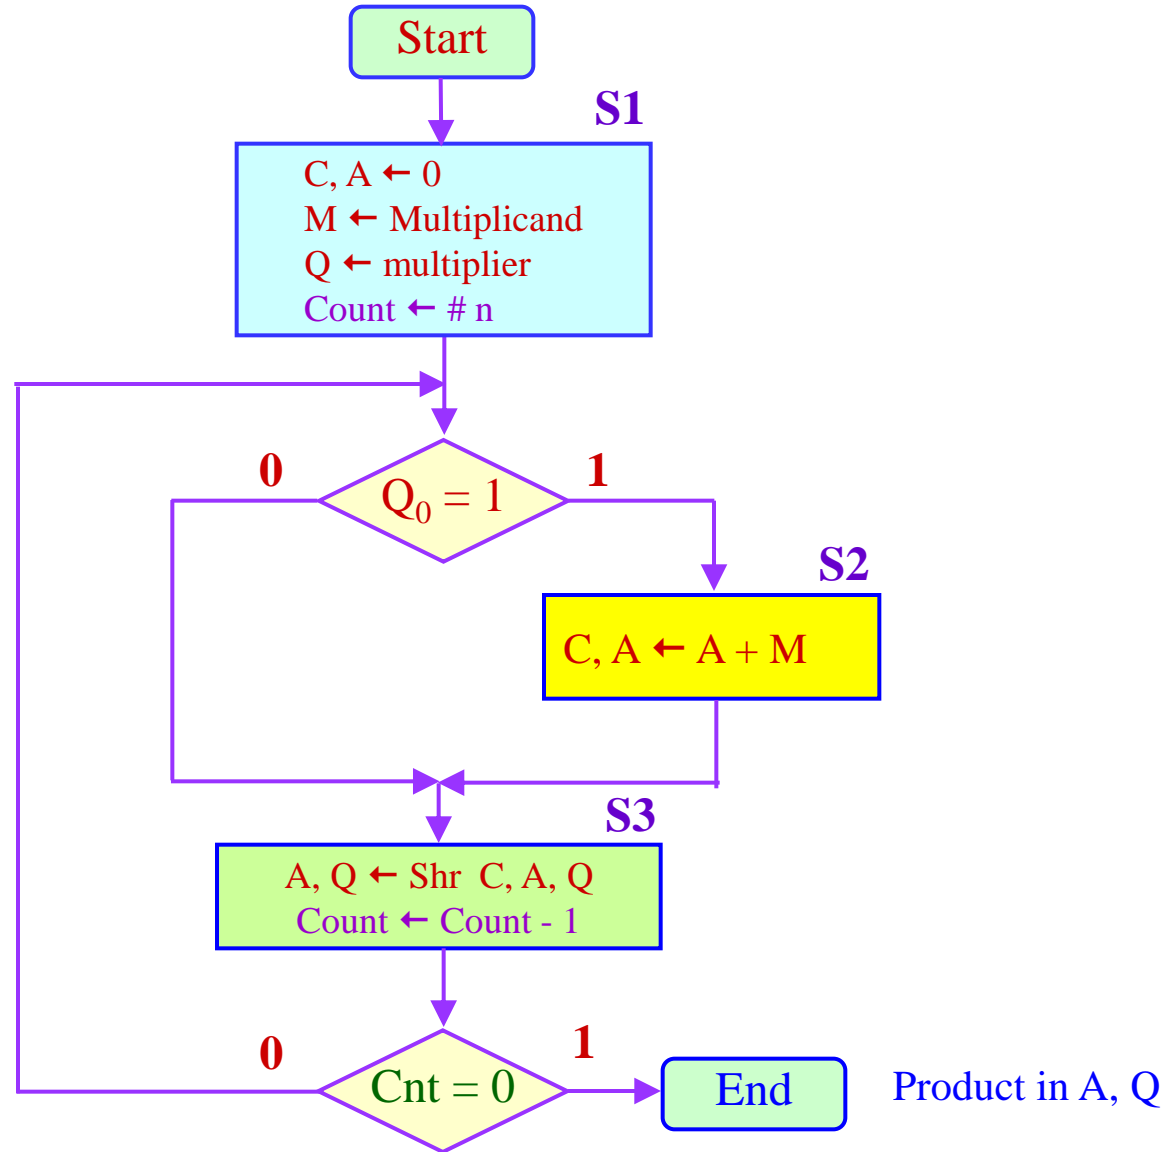 Start
S1
C, A ← 0
M ← Multiplicand
Q ← multiplier
Count ← # n
0
1
Q₀ = 1
S2
C, A ← A + M
S3
A, Q ← Shr C, A, Q
Count ← Count - 1
0
1
Cnt = 0
End
Product in A, Q